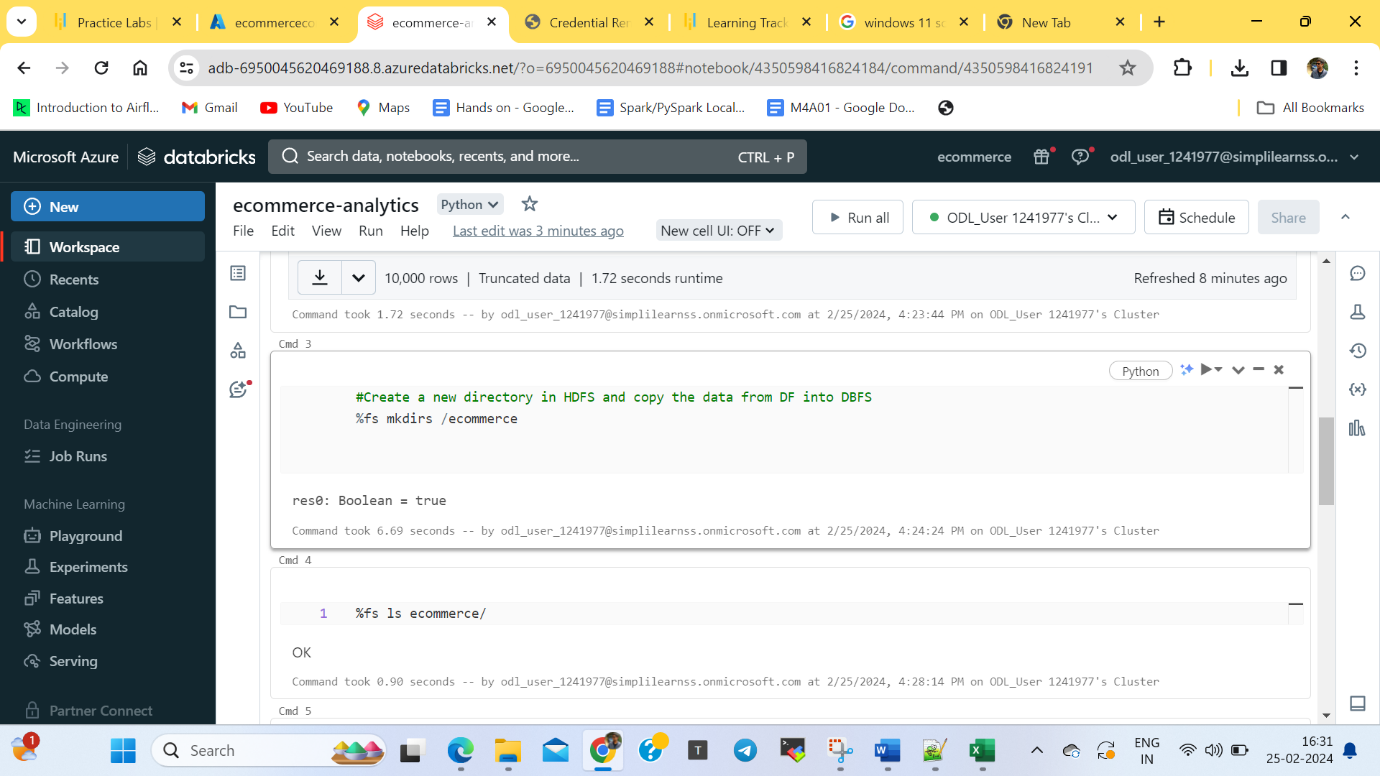 Practice Labs
ecommerceco
ecommerce-a
Credential Re
Learning Track
windows 11 sc
New Tab
adb-6950045620469188.8.azuredatabricks.net/?o=6950045620469188#notebook/4350598416824184/command/4350598416824191
Introduction to Airfl...
Gmail
YouTube
Maps
Hands on - Google...
Spark/PySpark Local...
M4A01 - Google Do...
All Bookmarks
Microsoft Azure
databricks
Search data, notebooks, recents, and more...
CTRL + P
ecommerce
odl_user_1241977@simplilearnss.o...
New
Workspace
Recents
Catalog
Workflows
Compute
Data Engineering
Job Runs
Machine Learning
Playground
Experiments
Features
Models
Serving
Partner Connect
ecommerce-analytics
Python
File Edit View Run Help
Last edit was 3 minutes ago
New cell UI: OFF
Run all
ODL_User 1241977's Cl...
Schedule
Share
10,000 rows | Truncated data | 1.72 seconds runtime
Refreshed 8 minutes ago
Command took 1.72 seconds -- by odl_user_1241977@simplilearnss.onmicrosoft.com at 2/25/2024, 4:23:44 PM on ODL_User 1241977's Cluster
Cmd 3
Python
#Create a new directory in HDFS and copy the data from DF into DBFS
%fs mkdirs /ecommerce
res0: Boolean = true
Command took 6.69 seconds -- by odl_user_1241977@simplilearnss.onmicrosoft.com at 2/25/2024, 4:24:24 PM on ODL_User 1241977's Cluster
Cmd 4
1 %fs ls ecommerce/
OK
Command took 0.90 seconds -- by odl_user_1241977@simplilearnss.onmicrosoft.com at 2/25/2024, 4:28:14 PM on ODL_User 1241977's Cluster
Cmd 5
1
Search
T
ENG
IN
16:31
25-02-2024